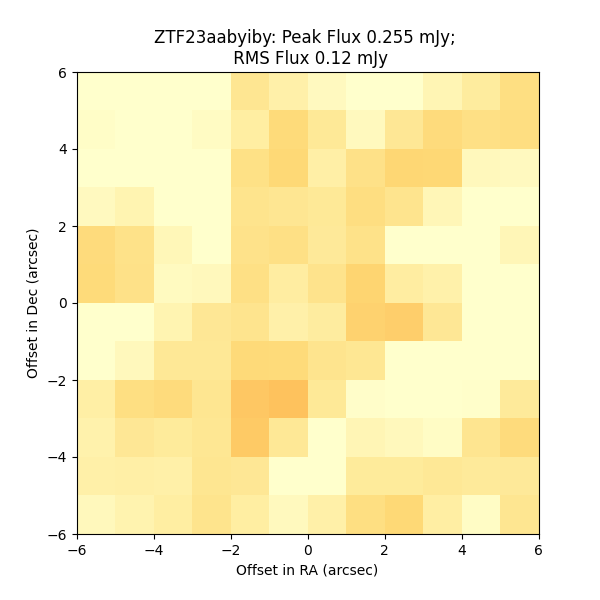 ZTF23aabyiby: Peak Flux 0.255 mJy;
RMS Flux 0.12 mJy
6
4
2
0
−2
−4
−6
Offset in Dec (arcsec)
−6 −4 −2 0 2 4 6
Offset in RA (arcsec)